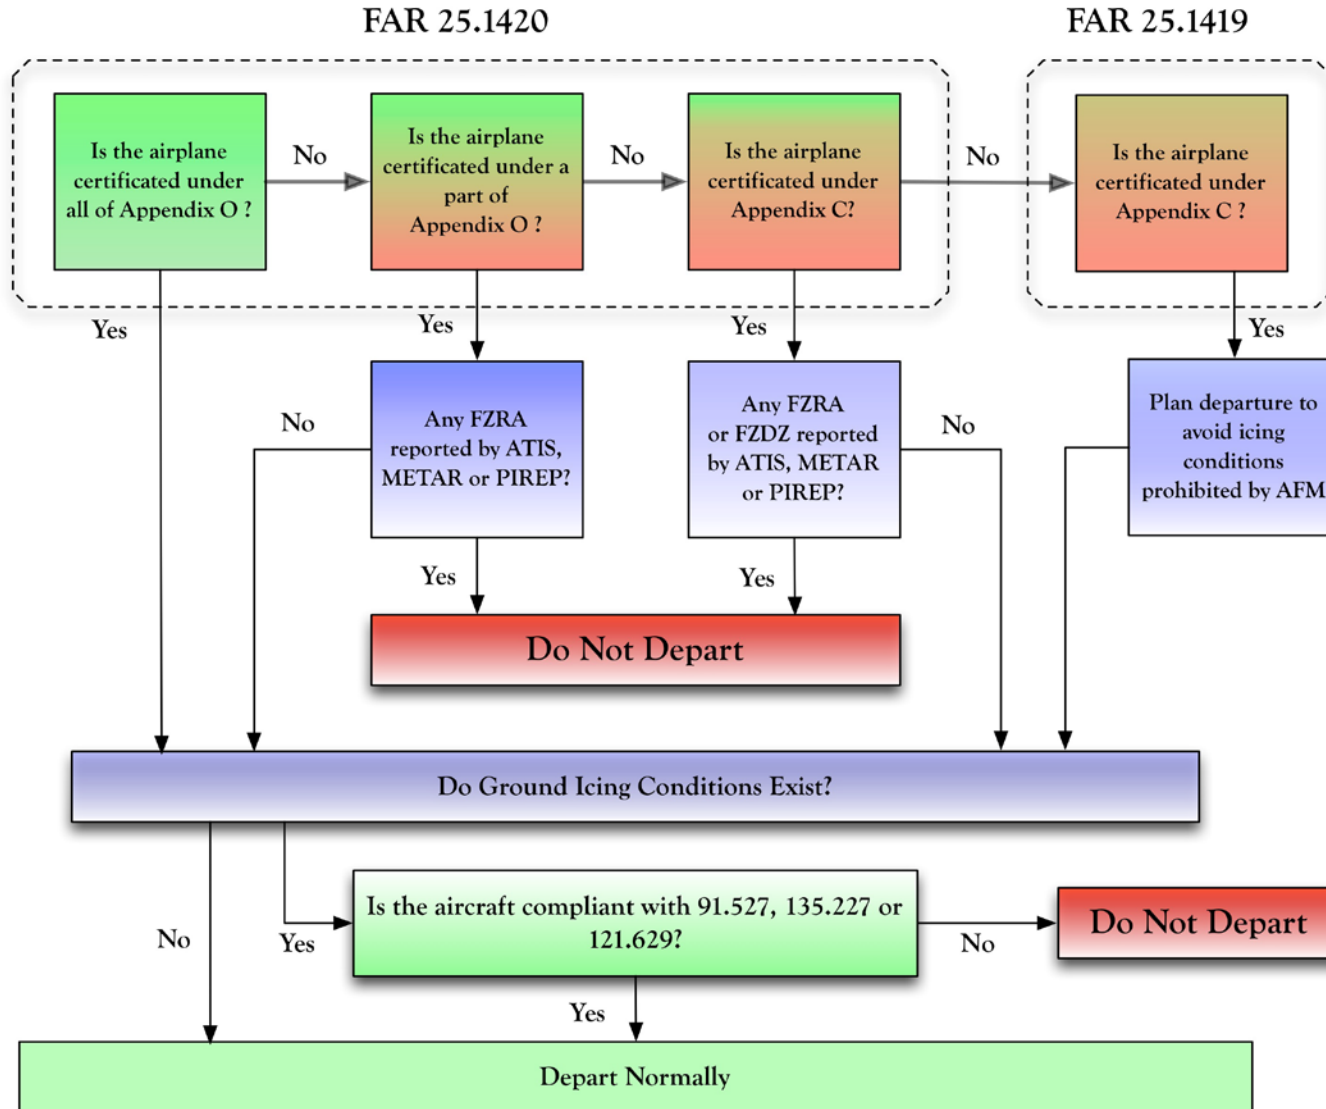 FAR 25.1420
FAR 25.1419
Is the airplane
certificated under
all of Appendix O ?
No
Is the airplane
certificated under a
part of
Appendix O ?
No
Is the airplane
certificated under
Appendix C?
No
Is the airplane
certificated under
Appendix C ?
Yes
Yes
Yes
Yes
No
Any FZRA
reported by ATIS,
METAR or PIREP?
Any FZRA
or FZDZ reported
by ATIS, METAR
or PIREP?
No
Plan departure to
avoid icing
conditions
prohibited by AFM
Yes
Yes
Do Not Depart
Do Ground Icing Conditions Exist?
No
Yes
Is the aircraft compliant with 91.527, 135.227 or
121.629?
No
Do Not Depart
Yes
Depart Normally